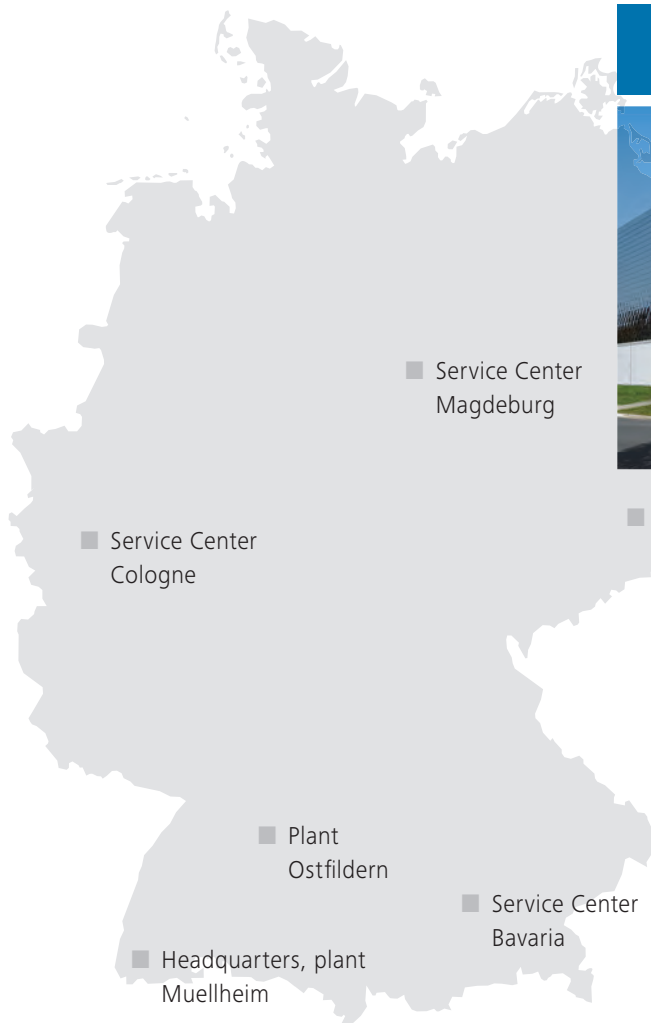 Service Center
Magdeburg
Service Center
Cologne
Plant
Ostfildern
Service Center
Bavaria
Headquarters, plant
Muellheim